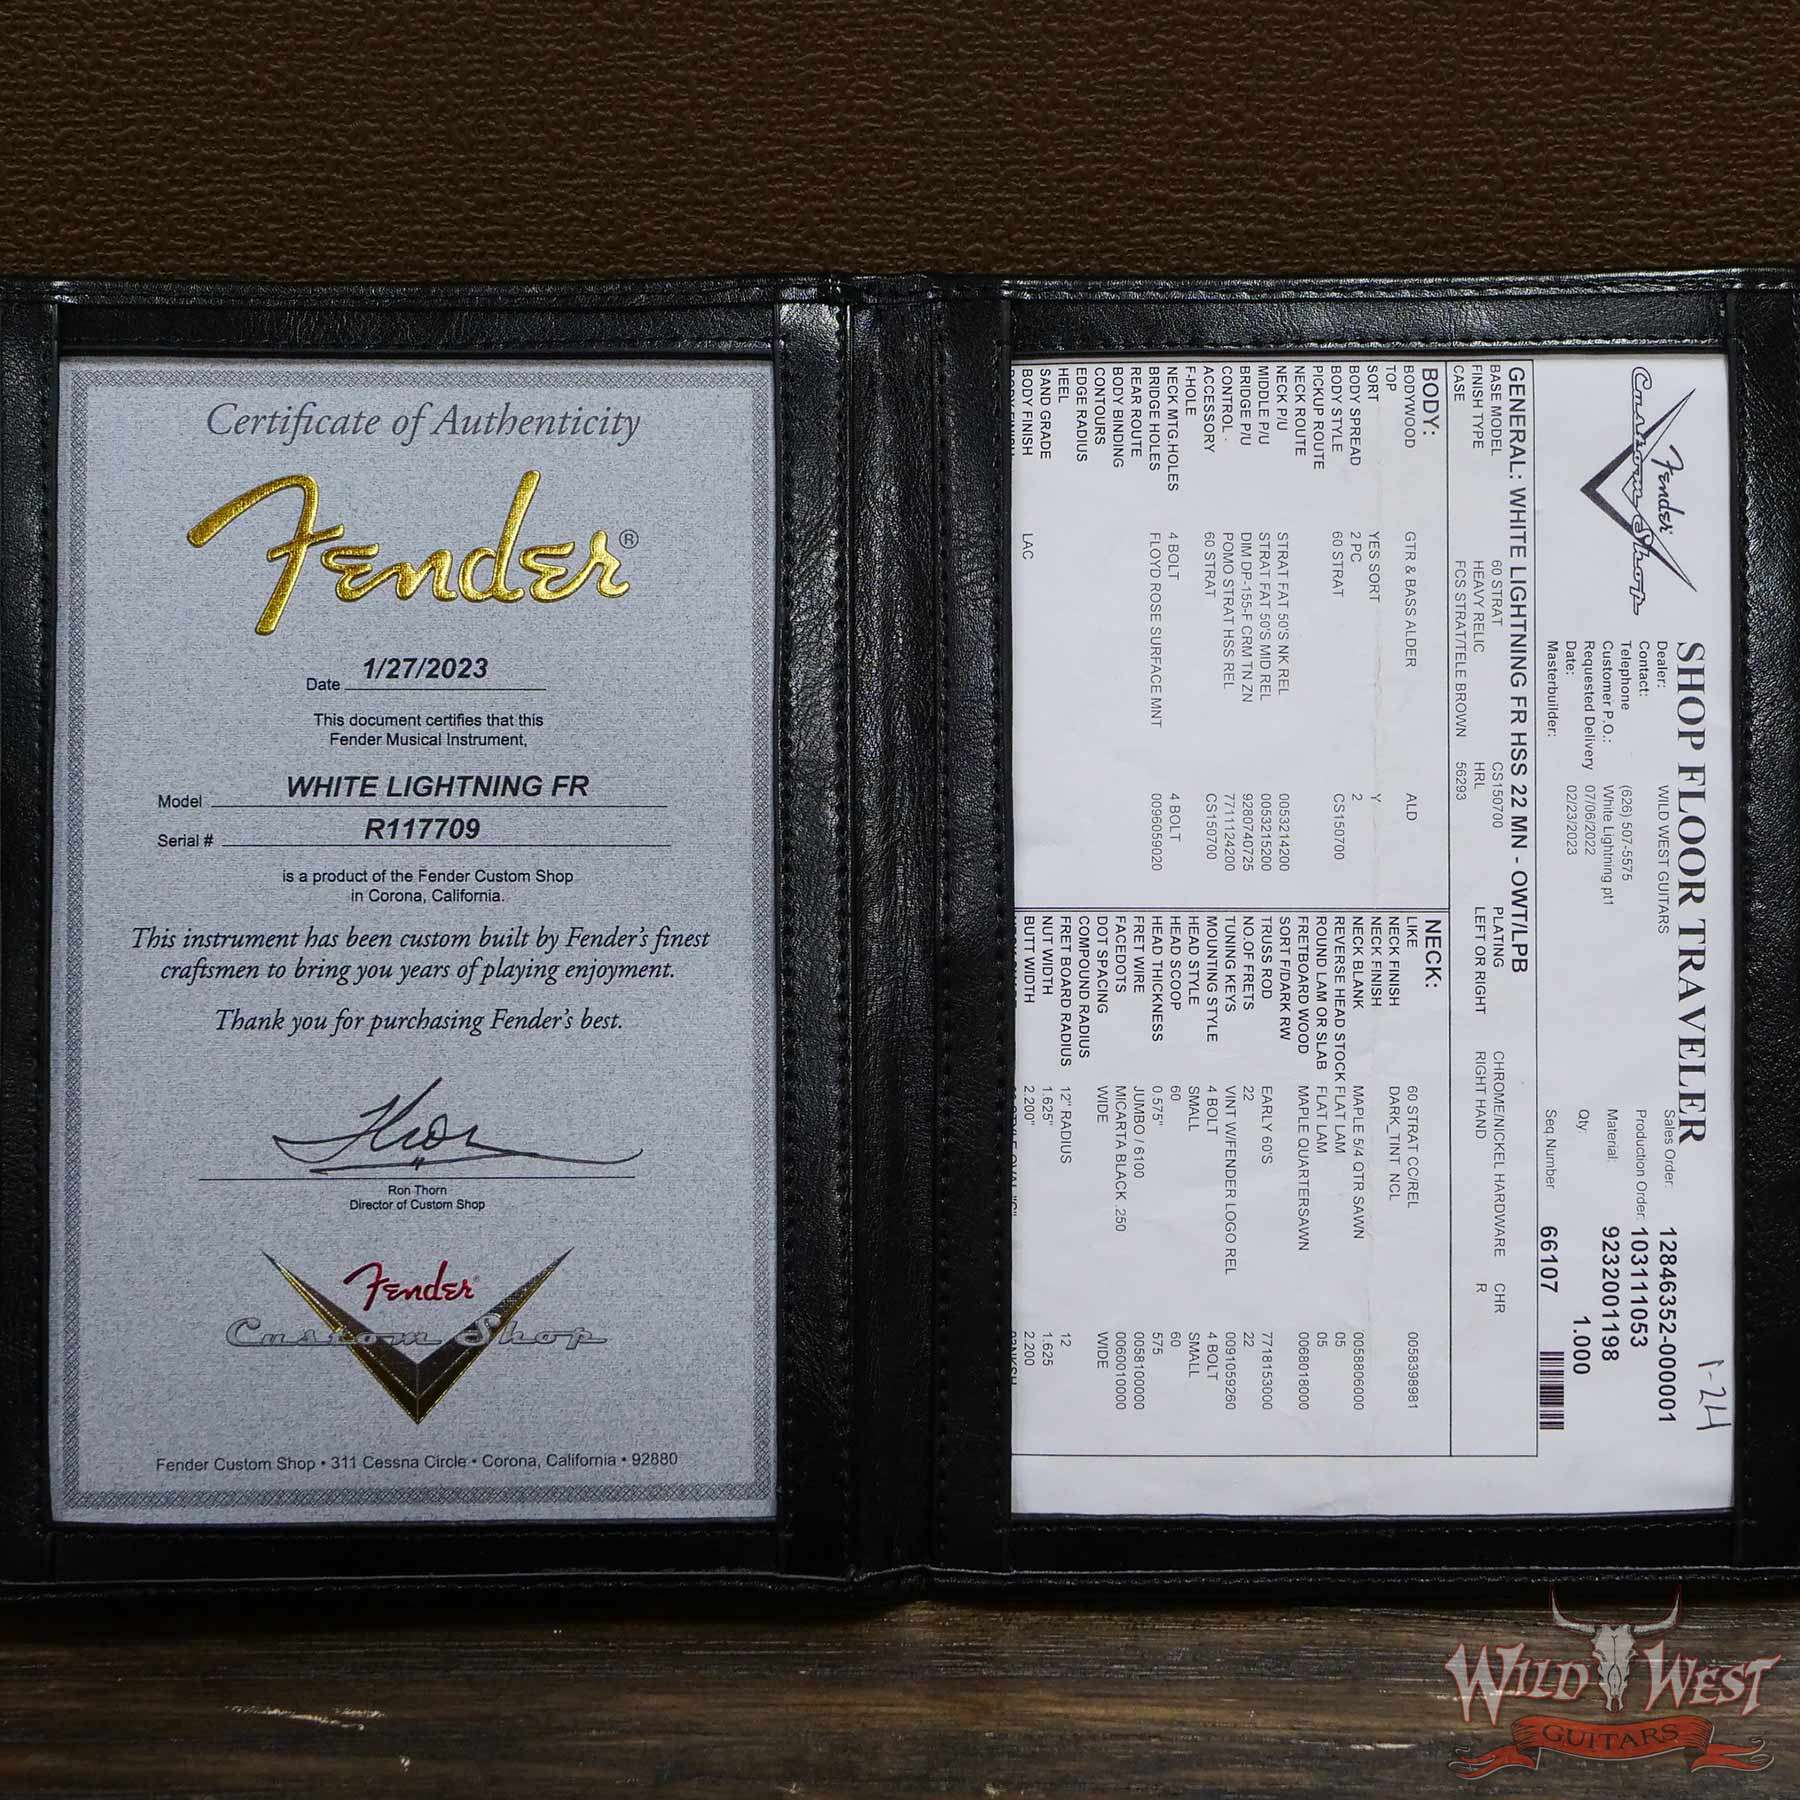 Certificate of Authenticity
Fender®
Date 1/27/2023
This document certifies that this
Fender Musical Instrument,
Model WHITE LIGHTNING FR
Serial # R117709
is a product of the Fender Custom Shop
in Corona, California.
This instrument has been custom built by Fender's finest
craftsmen to bring you years of playing enjoyment.
Thank you for purchasing Fender's best.
Ron Thorn
Director of Custom Shop
Fender
Custom Shop
Fender Custom Shop • 311 Cessna Circle • Corona, California • 92880
Fender
Custom Shop
SHOP FLOOR TRAVELER
1-24
Dealer: WILD WEST GUITARS
Contact:
Telephone (626) 507-5575
Customer P.O.: White Lightning pt1
Requested Delivery 07/06/2022
Date: 02/23/2023
Masterbuilder:
Sales Order: 12846352-0000001
Production Order: 103111053
Material: 9232001198
Qty: 1.000
Seq Number 66107
GENERAL: WHITE LIGHTNING FR HSS 22 MN - OWT/LPB
BASE MODEL 60 STRAT CS150700 PLATING CHROME/NICKEL HARDWARE CHR
FINISH TYPE HEAVY RELIC HRL LEFT OR RIGHT RIGHT HAND R
CASE FCS STRAT/TELE BROWN 56293
BODY:
BODYWOOD GTR & BASS ALDER ALD
TOP
SORT YES SORT Y
BODY SPREAD 2 PC 2
BODY STYLE 60 STRAT CS150700
PICKUP ROUTE
NECK ROUTE
NECK P/U STRAT FAT 50'S NK REL 0053214200
MIDDLE P/U STRAT FAT 50'S MID REL 0053215200
BRIDGE P/U DIM DP-155-F CRM TN ZN 9280740725
CONTROL POMO STRAT HSS REL 7711124200
ACCESSORY 60 STRAT CS150700
F-HOLE
NECK MTG.HOLES 4 BOLT 4 BOLT
BRIDGE HOLES FLOYD ROSE SURFACE MNT 0096059020
REAR ROUTE
BODY BINDING
CONTOURS
EDGE RADIUS
HEEL
SAND GRADE
BODY FINISH LAC
NECK:
LIKE 60 STRAT CC/REL 0058398981
NECK FINISH DARK_TINT NCL
NECK FINISH
NECK BLANK MAPLE 5/4 QTR SAWN 0058806000
REVERSE HEAD STOCK FLAT LAM 05
ROUND LAM OR SLAB FLAT LAM 05
FRETBOARD WOOD MAPLE QUARTERSAWN 0068018000
SORT F/DARK RW
TRUSS ROD EARLY 60'S 7718153000
NO.OF FRETS 22 22
TUNING KEYS VINT W/FENDER LOGO REL 0091059260
MOUNTING STYLE 4 BOLT 4 BOLT
HEAD STYLE SMALL SMALL
HEAD SCOOP 60 60
HEAD THICKNESS 0.575" 575
FRET WIRE JUMBO / 6100 0058100000
FACEDOTS MICARTA BLACK .250 0060010000
DOT SPACING WIDE WIDE
COMPOUND RADIUS
FRET BOARD RADIUS 12" RADIUS 12
NUT WIDTH 1.625" 1.625
BUTT WIDTH 2.200" 2.200
WILD WEST
GUITARS